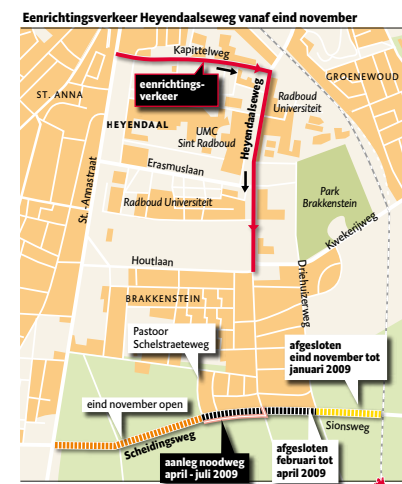 Eenrichtingsverkeer Heyendaalseweg vanaf eind november
Kapittelweg
GROENEWOUD
ST. ANNA
eenrichtings-
verkeer
Heyendaalseweg
Radboud
Universiteit
HEYENDAAL
UMC
Sint Radboud
St. -Annastraat
Erasmuslaan
Radboud Universiteit
Park
Brakkenstein
Kwekerijweg
Houtlaan
Driehuizerweg
BRAKKENSTEIN
Pastoor
Schelstraeteweg
afgesloten
eind november tot
januari 2009
eind november open
Scheidingsweg
Sionsweg
aanleg noodweg
april - juli 2009
afgesloten
februari tot
april 2009